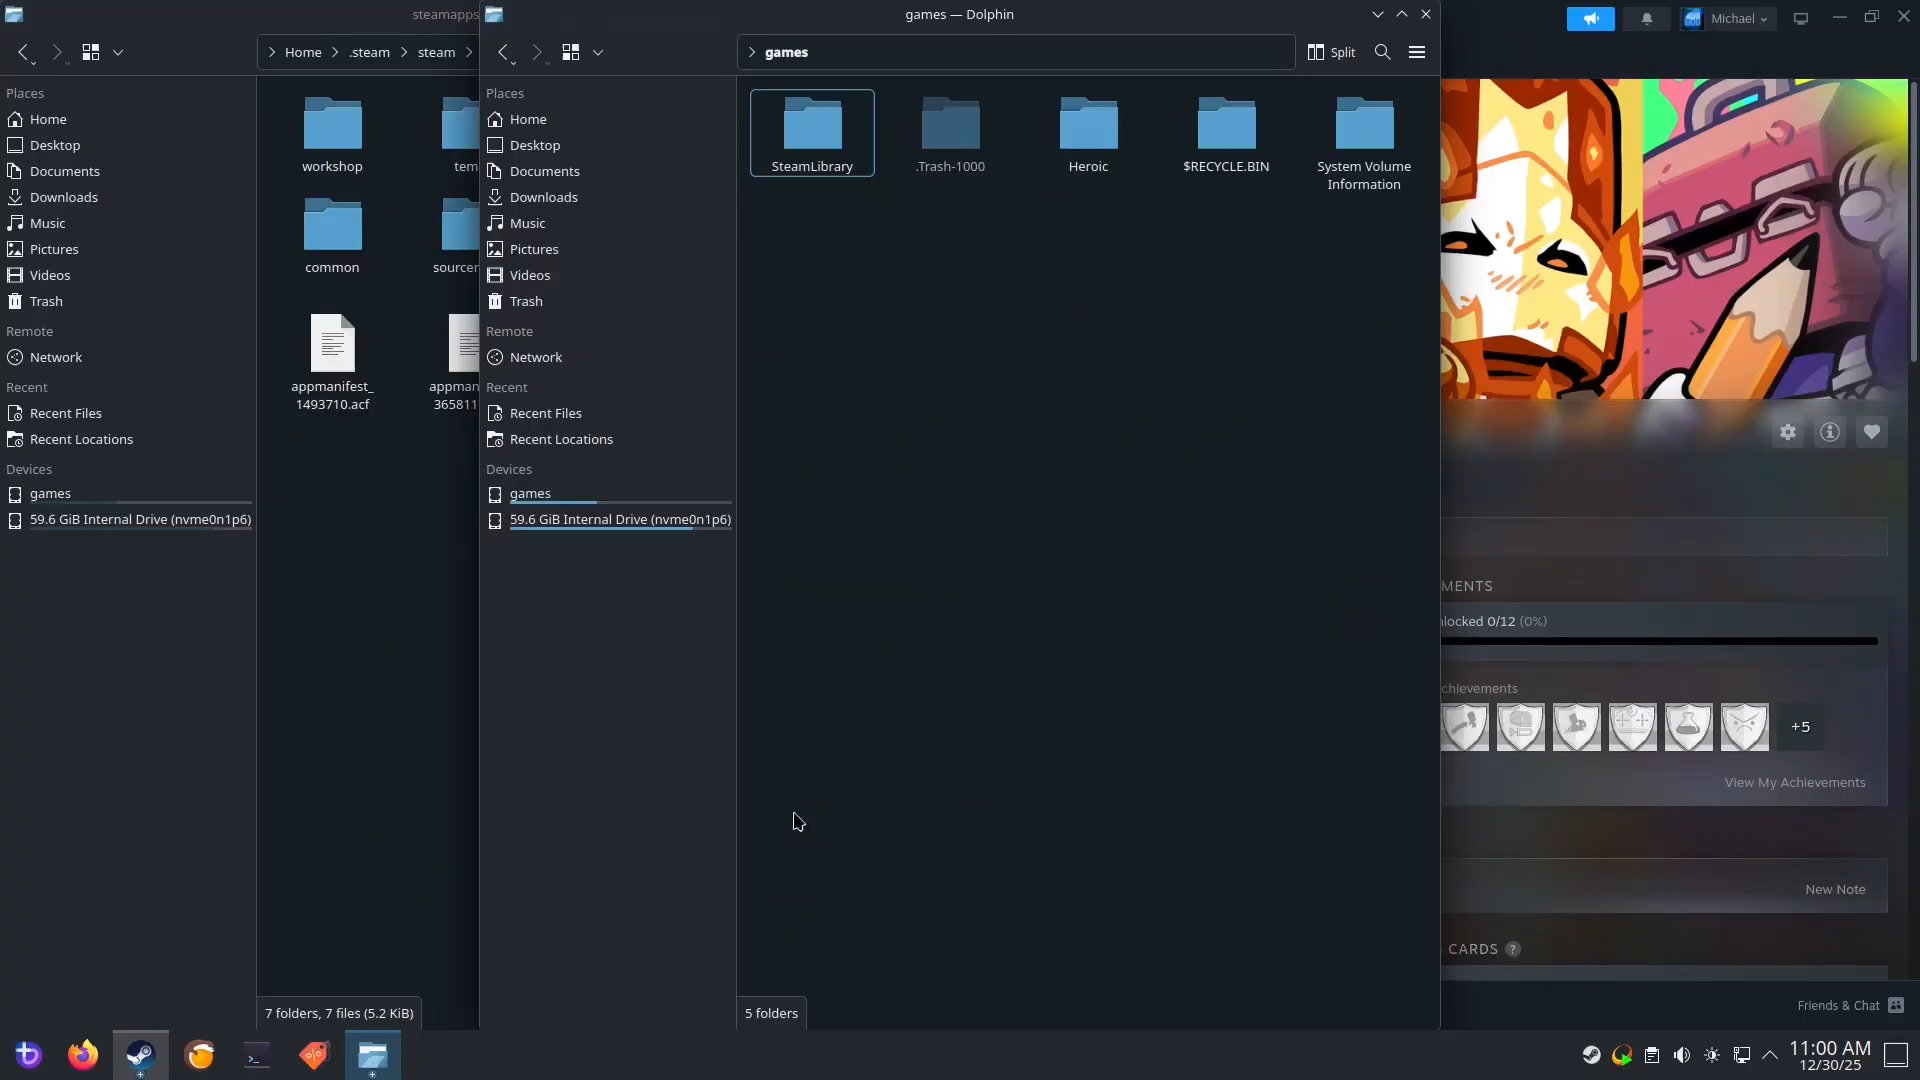 steamapps
Home
.steam
steam
Places
Home
Desktop
Documents
Downloads
Music
Pictures
Videos
Trash
Remote
Network
Recent
Recent Files
Recent Locations
Devices
games
59.6 GiB Internal Drive (nvme0n1p6)
workshop
tem
common
sourcer
appmanifest_
1493710.acf
appman
365811
7 folders, 7 files (5.2 KiB)
games — Dolphin
games
Split
Places
Home
Desktop
Documents
Downloads
Music
Pictures
Videos
Trash
Remote
Network
Recent
Recent Files
Recent Locations
Devices
games
59.6 GiB Internal Drive (nvme0n1p6)
SteamLibrary
.Trash-1000
Heroic
$RECYCLE.BIN
System Volume
Information
5 folders
Michael
MENTS
locked 0/12 (0%)
chievements
+5
View My Achievements
New Note
CARDS ?
Friends & Chat
11:00 AM
12/30/25